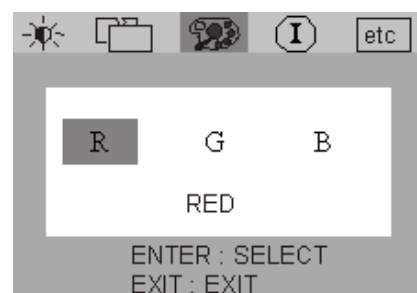 I etc
R G B
RED
ENTER : SELECT
EXIT : EXIT